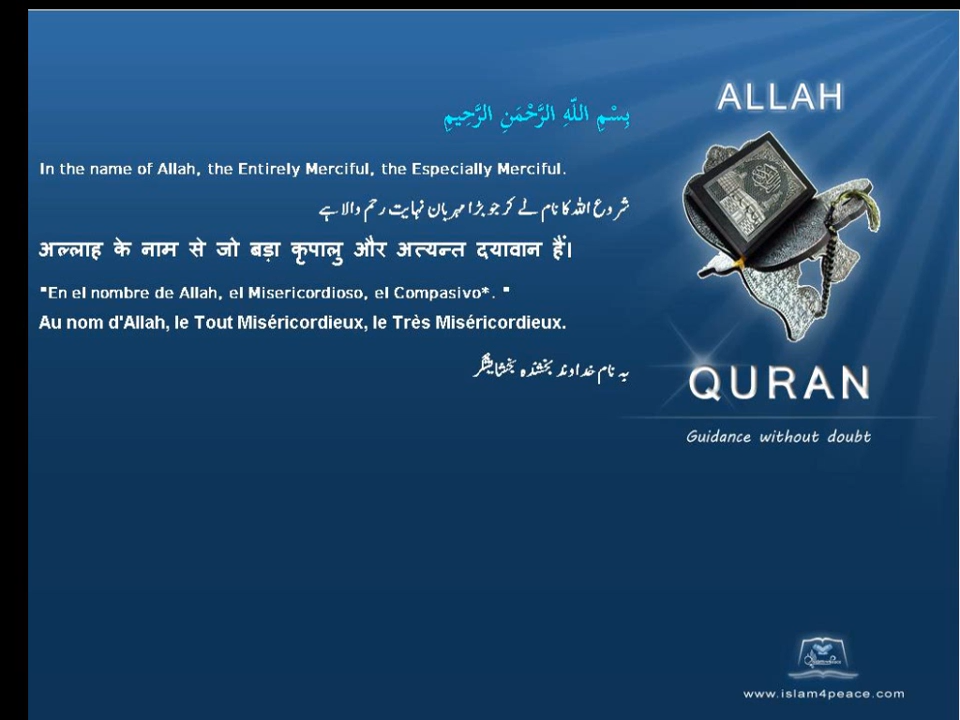 بِسْمِ اللّهِ الرَّحْمَنِ الرَّحِيمِ
In the name of Allah, the Entirely Merciful, the Especially Merciful.
شروع الله کا نام لے کر جو بڑا مہربان نہایت رحم والا ہے
अल्लाह के नाम से जो बड़ा कृपालु और अत्यन्त दयावान हैं।
"En el nombre de Allah, el Misericordioso, el Compasivo*. "
Au nom d'Allah, le Tout Miséricordieux, le Très Miséricordieux.
به نام خداوند بخشنده بخشایشگر
ALLAH
QURAN
Guidance without doubt
www.islam4peace.com